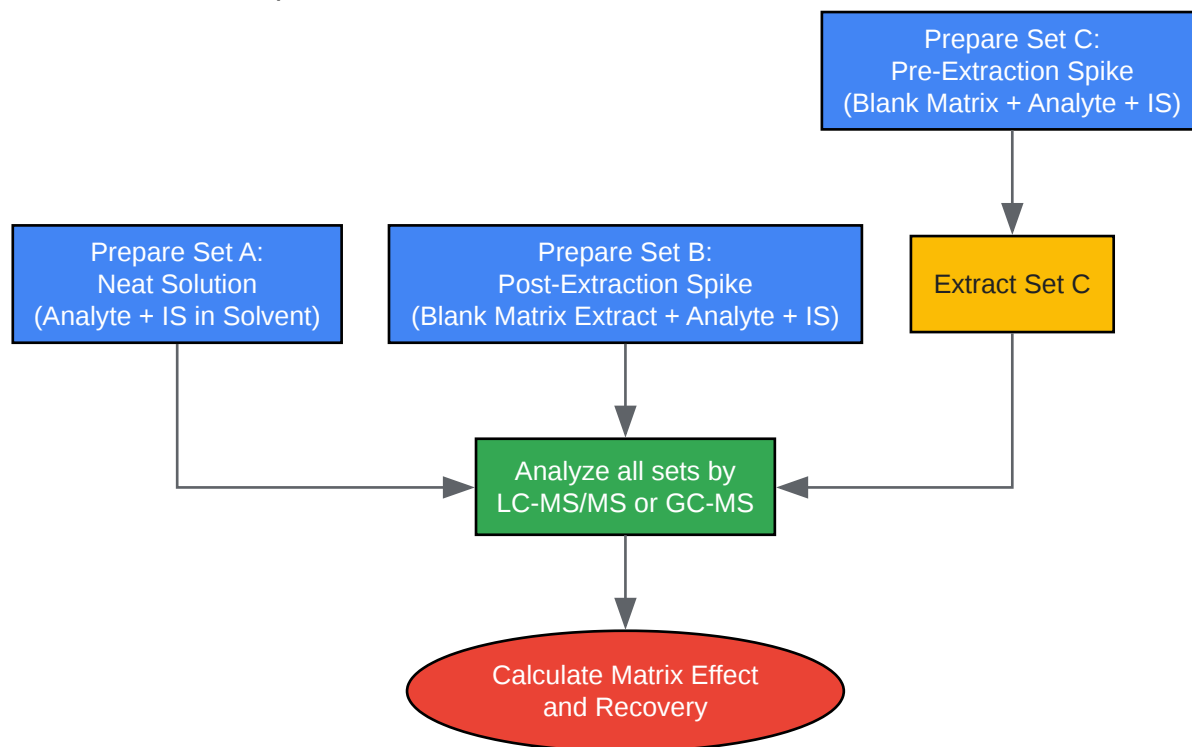 Prepare Set C:
Pre-Extraction Spike
(Blank Matrix + Analyte + IS)
Prepare Set A:
Neat Solution
(Analyte + IS in Solvent)
Prepare Set B:
Post-Extraction Spike
(Blank Matrix Extract + Analyte + IS)
Extract Set C
Analyze all sets by
LC-MS/MS or GC-MS
Calculate Matrix Effect
and Recovery